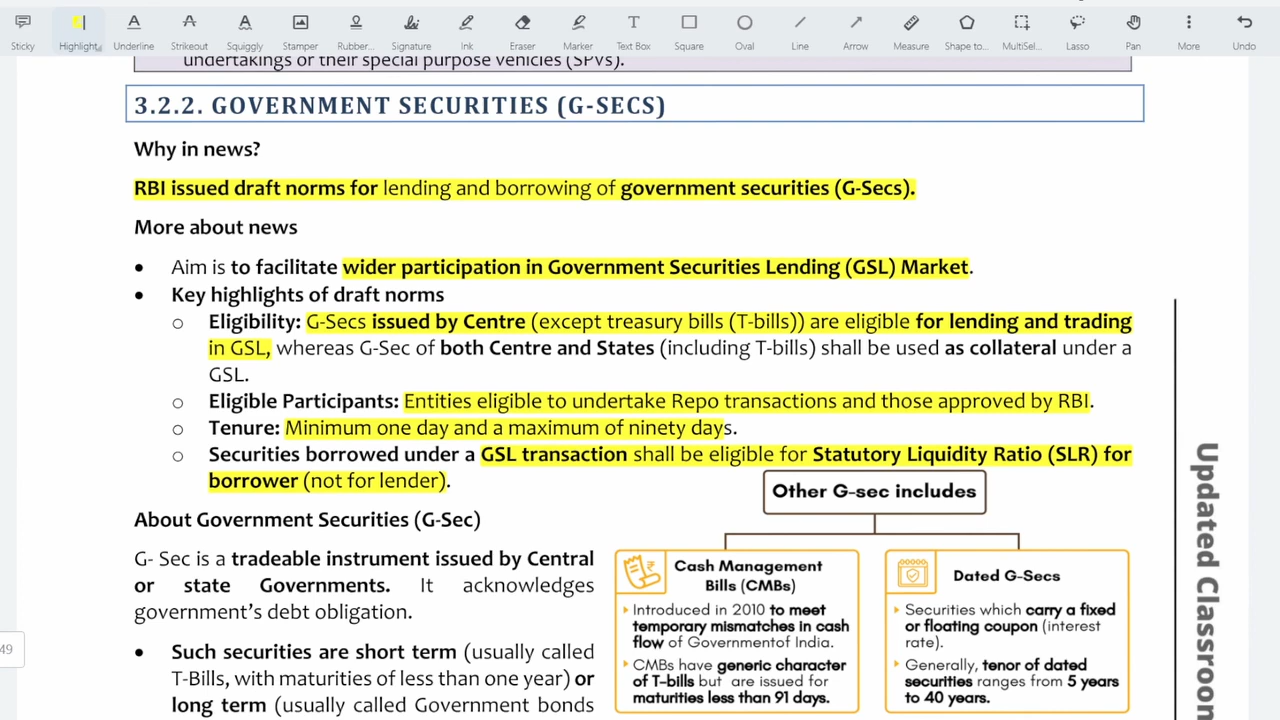 Sticky
Highlight
Underline
Strikeout
Squiggly
Stamper
Rubber...
Signature
Ink
Eraser
Marker
Text Box
Square
Oval
Line
Arrow
Measure
Shape to...
MultiSel...
Lasso
Pan
More
Undo
undertakings or their special purpose vehicles (SPVs).
3.2.2. GOVERNMENT SECURITIES (G-SECS)
Why in news?
RBI issued draft norms for lending and borrowing of government securities (G-Secs).
More about news
• Aim is to facilitate wider participation in Government Securities Lending (GSL) Market.
• Key highlights of draft norms
o Eligibility: G-Secs issued by Centre (except treasury bills (T-bills)) are eligible for lending and trading
in GSL, whereas G-Sec of both Centre and States (including T-bills) shall be used as collateral under a
GSL.
o Eligible Participants: Entities eligible to undertake Repo transactions and those approved by RBI.
o Tenure: Minimum one day and a maximum of ninety days.
o Securities borrowed under a GSL transaction shall be eligible for Statutory Liquidity Ratio (SLR) for
borrower (not for lender).
About Government Securities (G-Sec)
G- Sec is a tradeable instrument issued by Central
or state Governments. It acknowledges
government's debt obligation.
• Such securities are short term (usually called
T-Bills, with maturities of less than one year) or
long term (usually called Government bonds
Other G-sec includes
Cash Management
Bills (CMBs)
Introduced in 2010 to meet
temporary mismatches in cash
flow of Governmentof India.
CMBs have generic character
of T-bills but are issued for
maturities less than 91 days.
Dated G-Secs
Securities which carry a fixed
or floating coupon (interest
rate).
Generally, tenor of dated
securities ranges from 5 years
to 40 years.
Updated Classroom
49